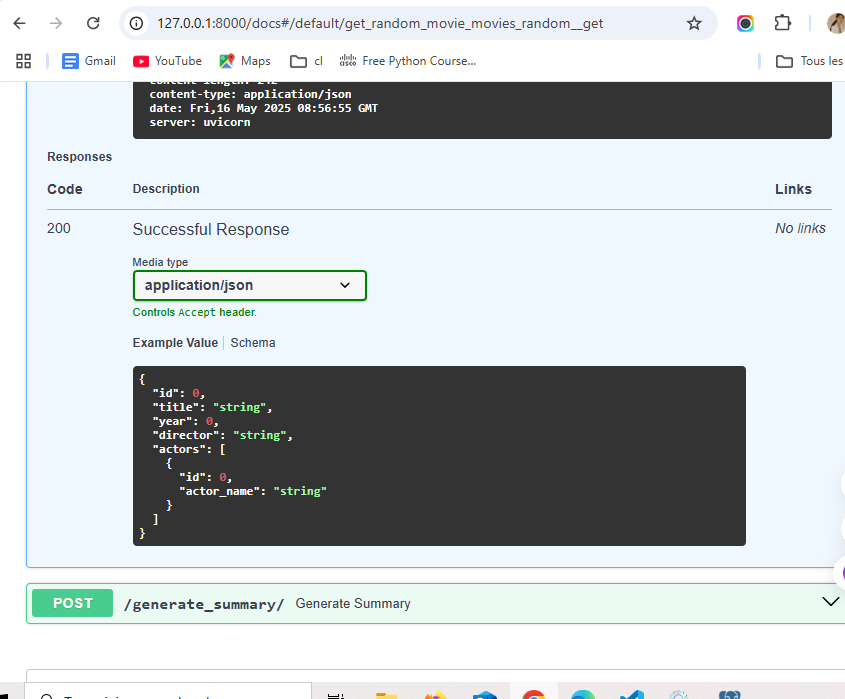 127.0.0.1:8000/docs#/default/get_random_movie_movies_random__get
Gmail YouTube Maps cl Free Python Course... Tous les
content-type: application/json
date: Fri,16 May 2025 08:56:55 GMT
server: uvicorn
Responses
Code Description Links
200 Successful Response No links
Media type
application/json
Controls Accept header.
Example Value Schema
{
"id": 0,
"title": "string",
"year": 0,
"director": "string",
"actors": [
{
"id": 0,
"actor_name": "string"
}
]
}
POST /generate_summary/ Generate Summary